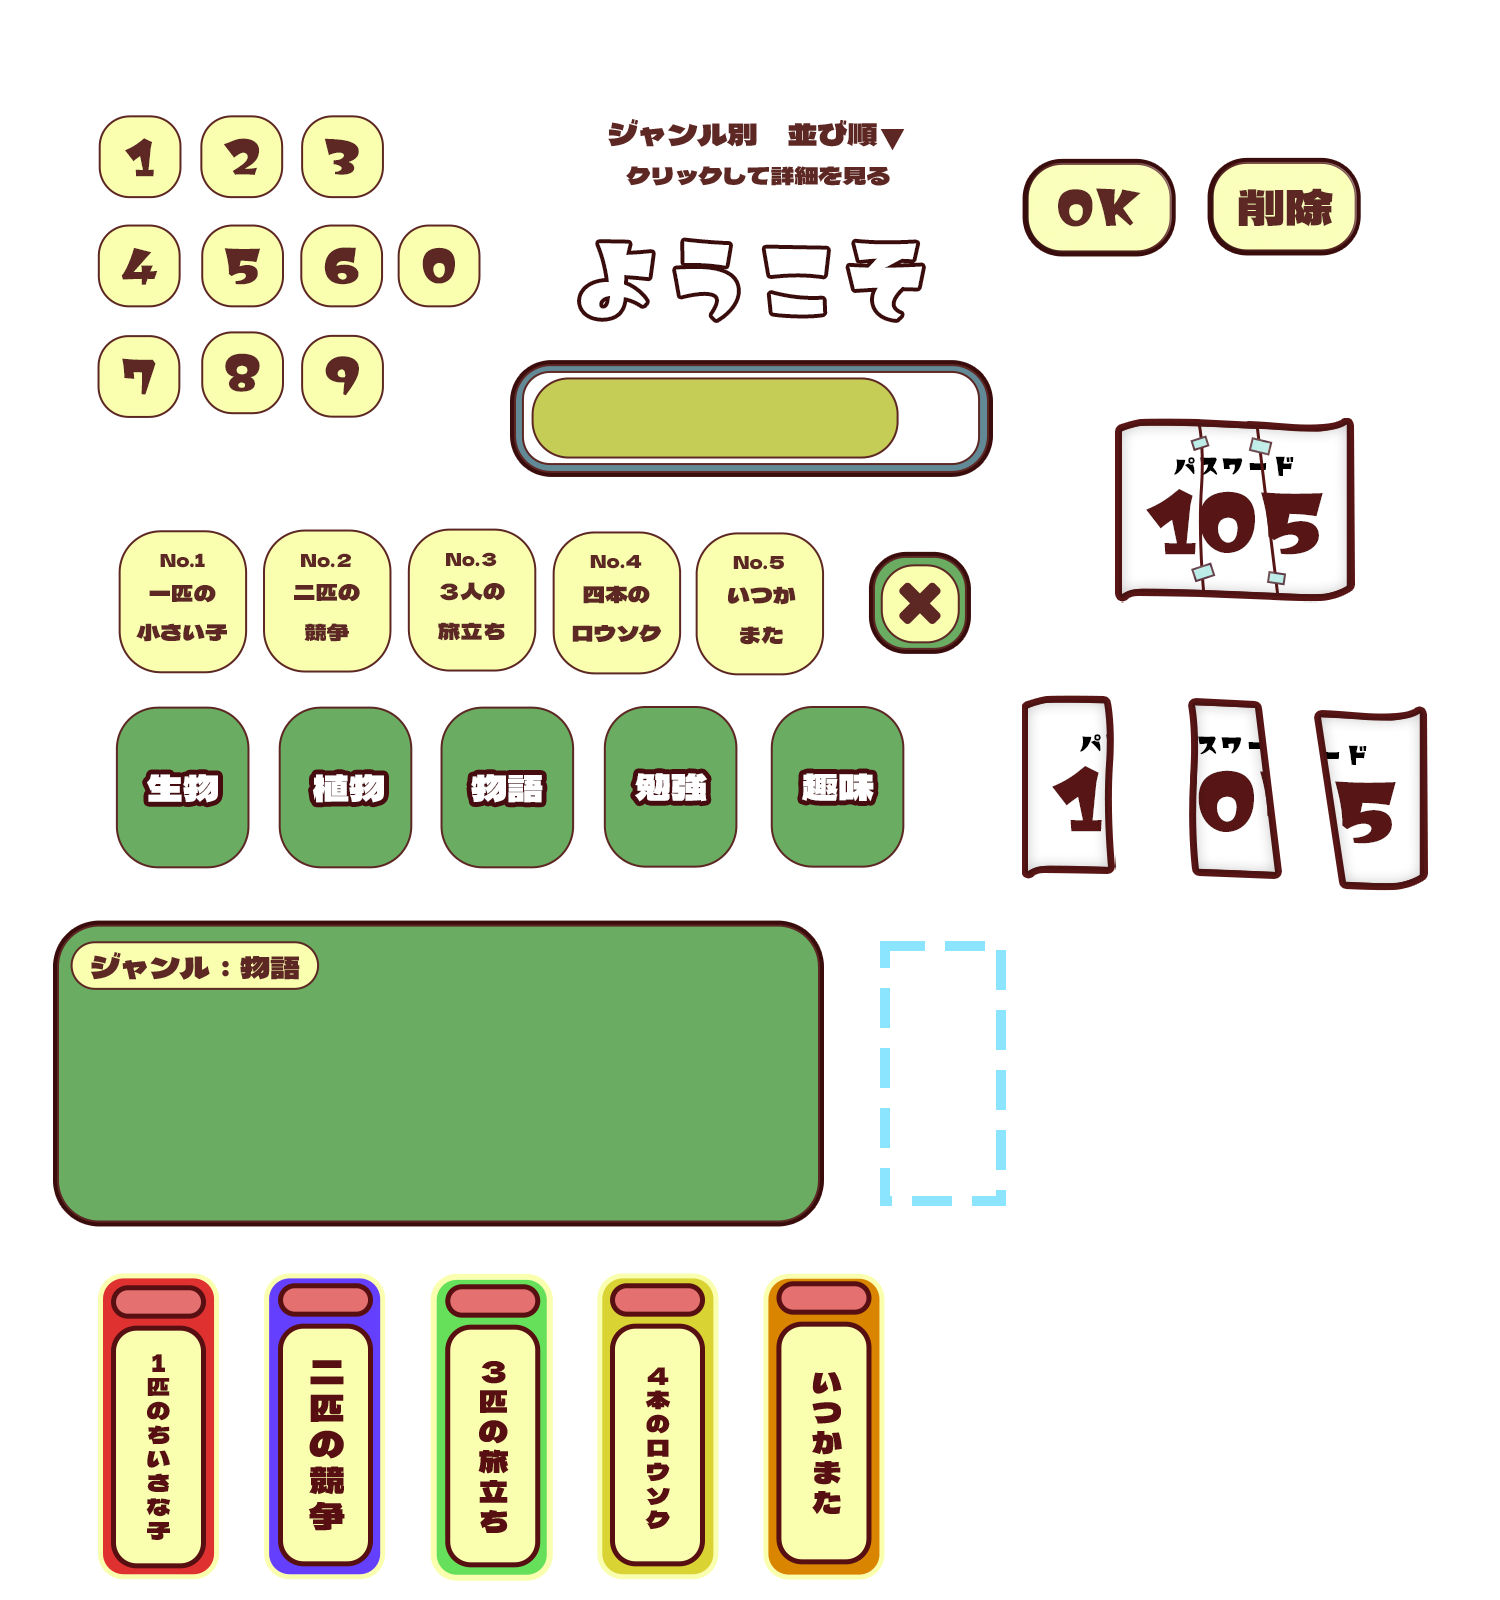 1 2 3
4 5 6 0
7 8 9
ジャンル別 並び順▼
クリックして詳細を見る
ようこそ
OK
削除
パスワード
105
No.1
一匹の
小さい子
No.2
二匹の
競争
No.3
3人の
旅立ち
No.4
四本の
ロウソク
No.5
いつか
また
×
パ
1
スワー
0
ード
5
生物
植物
物語
勉強
趣味
ジャンル：物語
1匹のちいさな子
二匹の競争
3匹の旅立ち
4本のロウソク
いつかまた